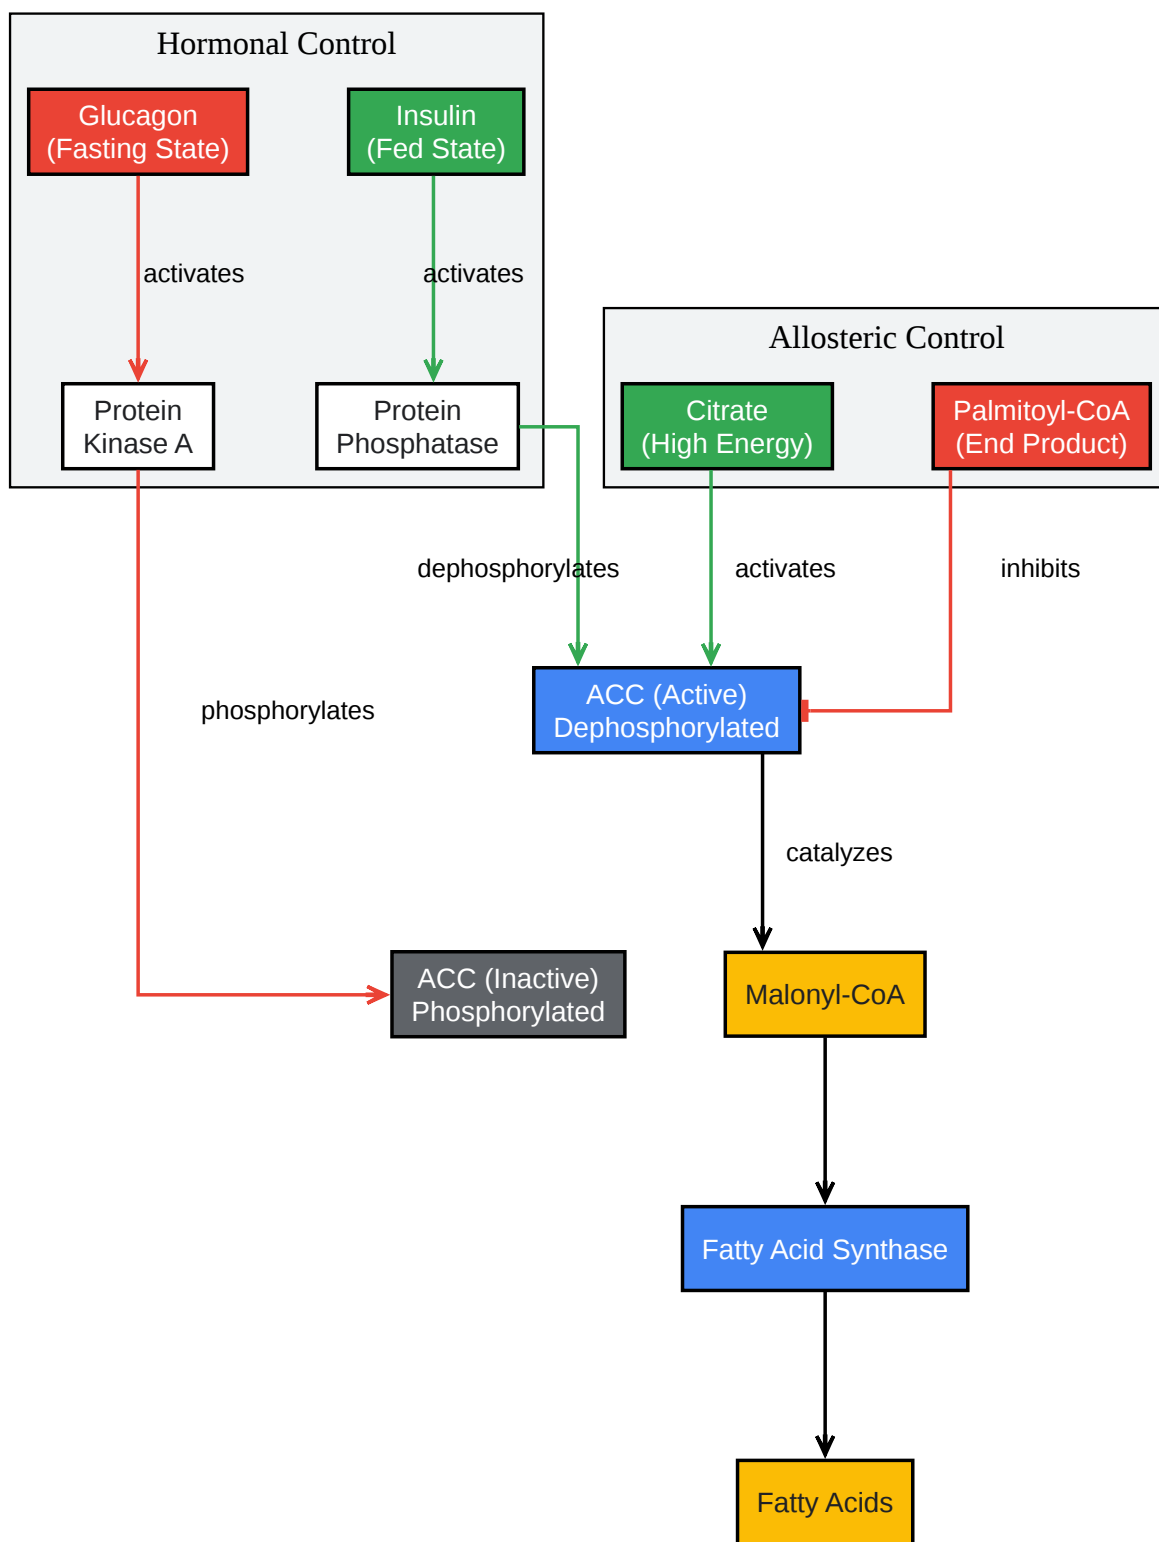 Hormonal Control
Glucagon
(Fasting State)
Insulin
(Fed State)
activates
activates
Protein
Kinase A
Protein
Phosphatase
Allosteric Control
Citrate
(High Energy)
Palmitoyl-CoA
(End Product)
dephosphorylates
activates
inhibits
phosphorylates
ACC (Active)
Dephosphorylated
catalyzes
ACC (Inactive)
Phosphorylated
Malonyl-CoA
Fatty Acid Synthase
Fatty Acids